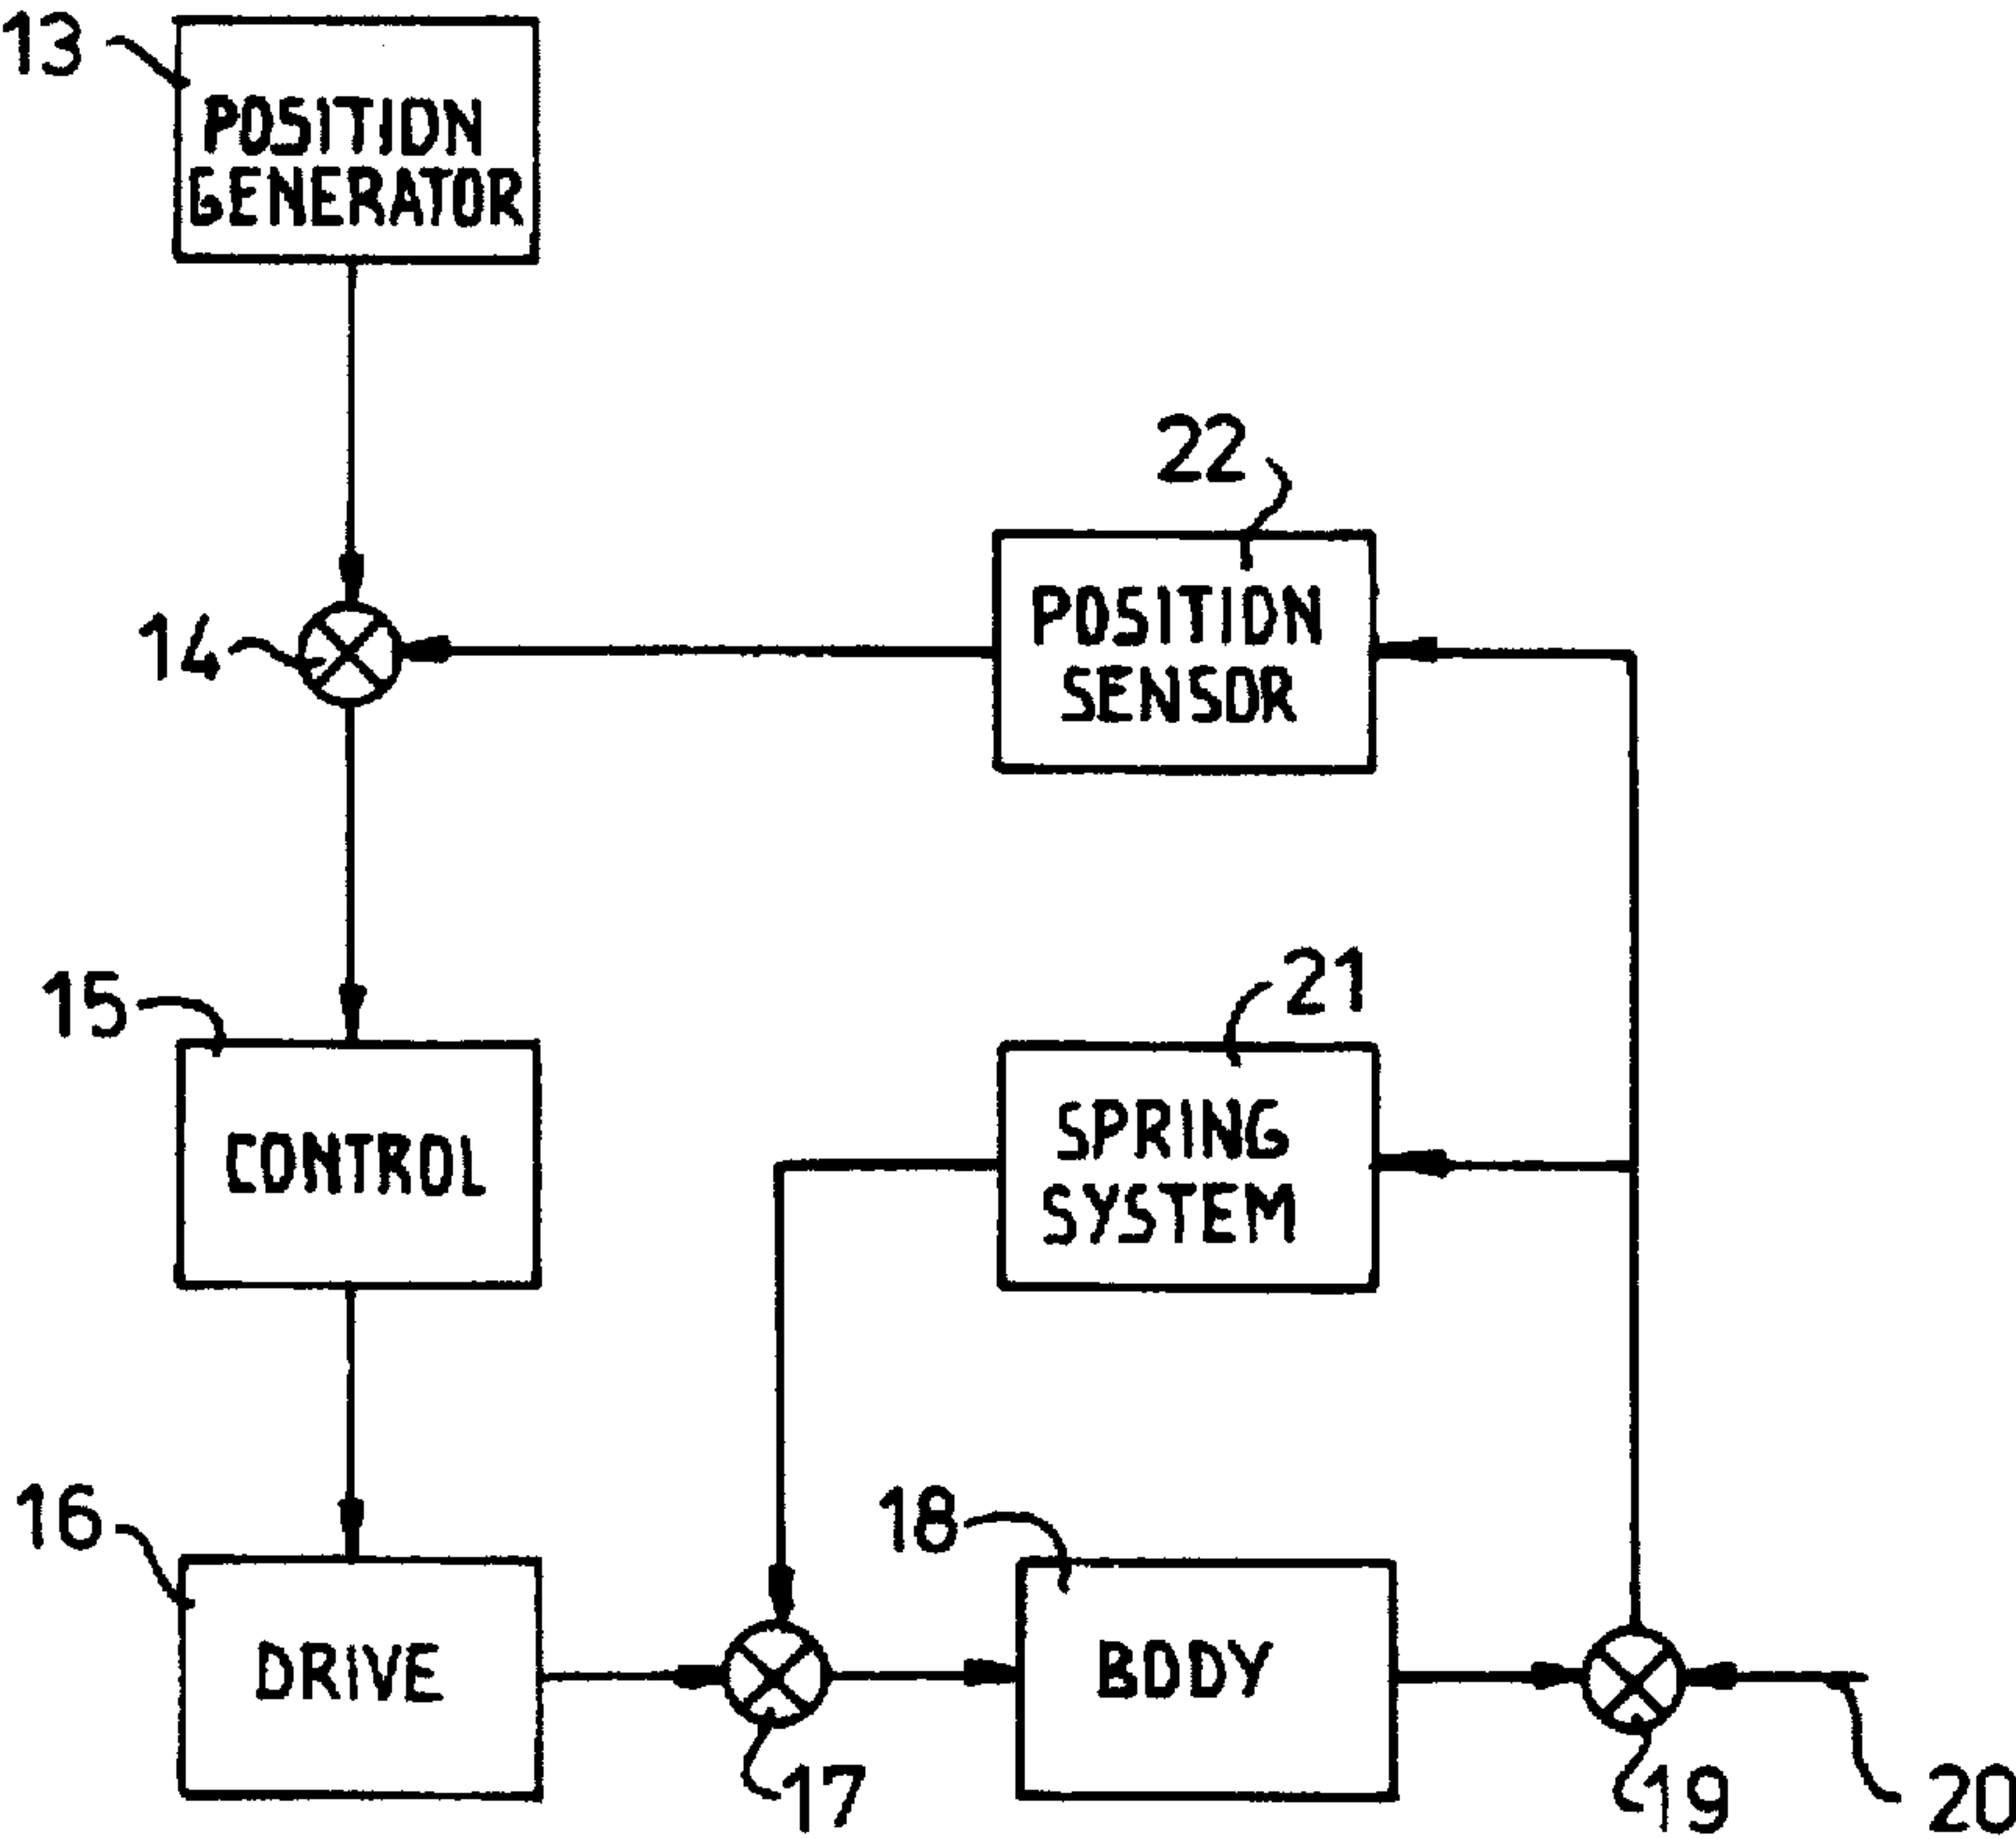 13
POSITION
GENERATOR
22
14
POSITION
SENSOR
15
21
CONTROL
SPRING
SYSTEM
16
18
DRIVE
BODY
17
19
20